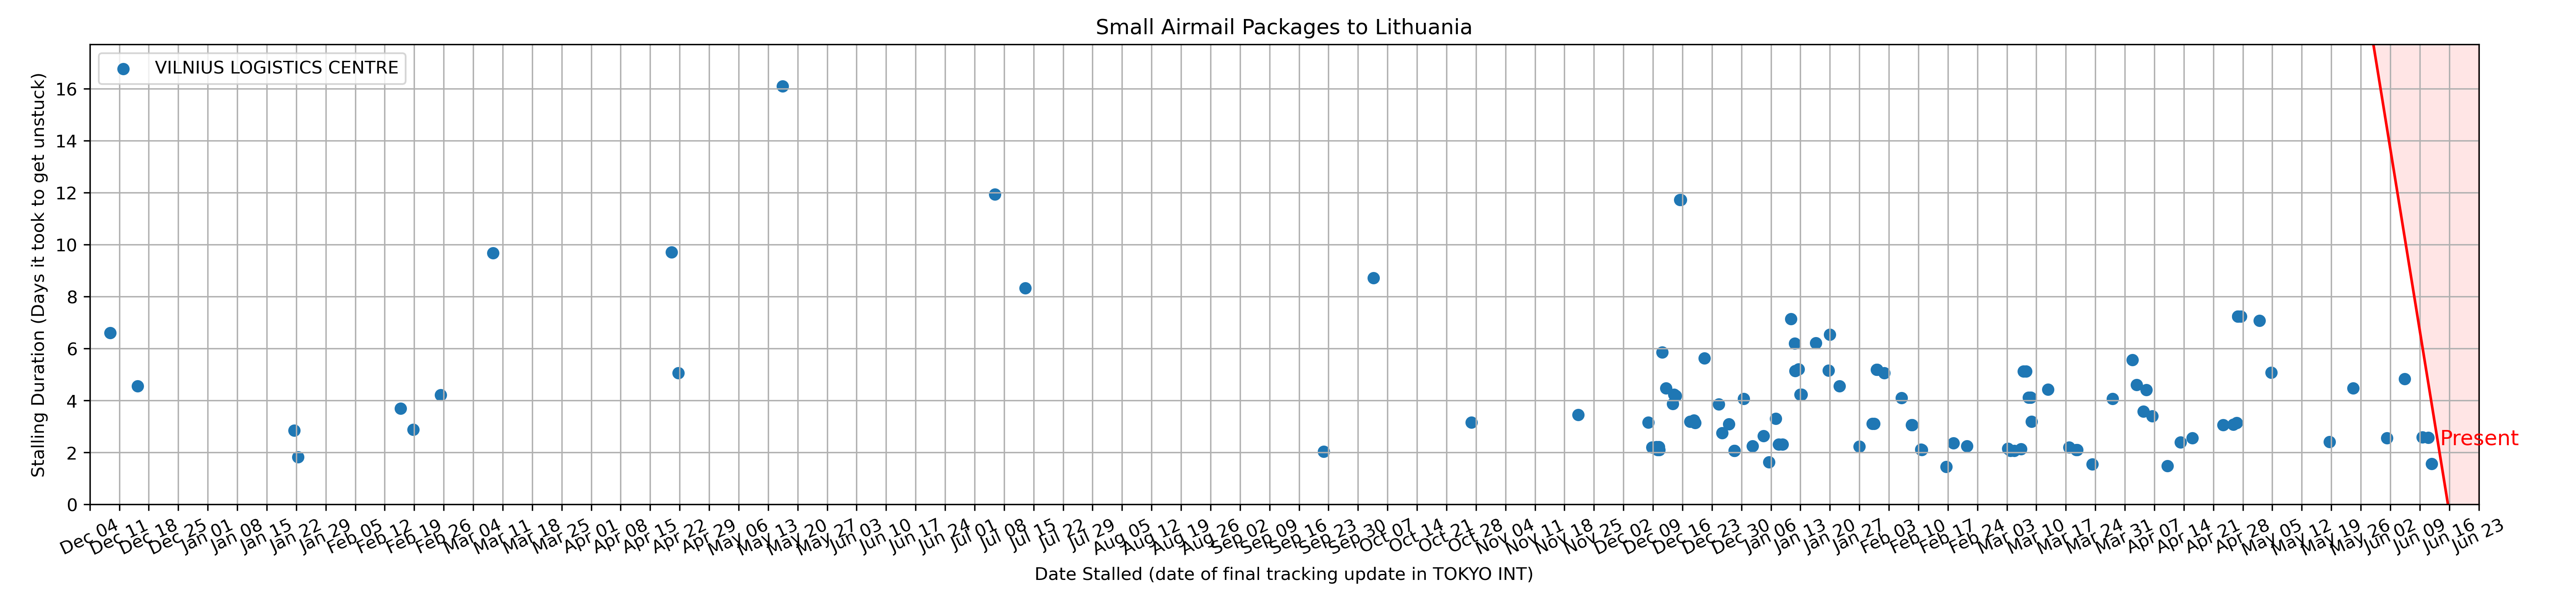 Small Airmail Packages to Lithuania
VILNIUS LOGISTICS CENTRE
Stalling Duration (Days it took to get unstuck)
16
14
12
10
8
6
4
2
0
Present
Dec 04
Dec 11
Dec 18
Dec 25
Jan 01
Jan 08
Jan 15
Jan 22
Jan 29
Feb 05
Feb 12
Feb 19
Feb 26
Mar 04
Mar 11
Mar 18
Mar 25
Apr 01
Apr 08
Apr 15
Apr 22
Apr 29
May 06
May 13
May 20
May 27
Jun 03
Jun 10
Jun 17
Jun 24
Jul 01
Jul 08
Jul 15
Jul 22
Jul 29
Aug 05
Aug 12
Aug 19
Aug 26
Sep 02
Sep 09
Sep 16
Sep 23
Sep 30
Oct 07
Oct 14
Oct 21
Oct 28
Nov 04
Nov 11
Nov 18
Nov 25
Dec 02
Dec 09
Dec 16
Dec 23
Dec 30
Jan 06
Jan 13
Jan 20
Jan 27
Feb 03
Feb 10
Feb 17
Feb 24
Mar 03
Mar 10
Mar 17
Mar 24
Mar 31
Apr 07
Apr 14
Apr 21
Apr 28
May 05
May 12
May 19
May 26
Jun 02
Jun 09
Jun 16
Jun 23
Date Stalled (date of final tracking update in TOKYO INT)